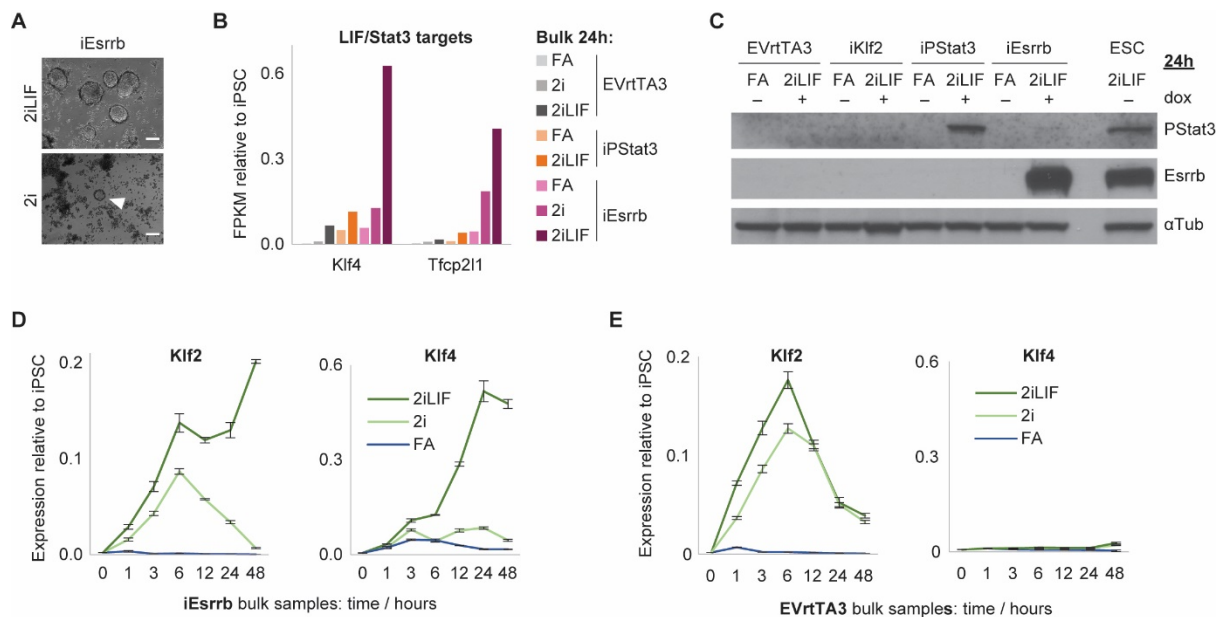 A
iEsrrb
2iLIF
2i
B
LIF/Stat3 targets
FPKM relative to iPSC
0.6
0.3
0.0
Klf4 Tfcp2l1
Bulk 24h:
FA
2i
2iLIF
EVrtTA3
FA
2iLIF
iPStat3
FA
2i
2iLIF
iEsrrb
C
EVrtTA3 iKlf2 iPStat3 iEsrrb ESC
FA 2iLIF FA 2iLIF FA 2iLIF FA 2iLIF 2iLIF
24h
– + – + – + – + –
dox
PStat3
Esrrb
αTub
D
Klf2
Expression relative to iPSC
0.2
0.1
0.0
0 1 3 6 12 24 48
Klf4
0.6
0.3
0.0
2iLIF
2i
FA
0 1 3 6 12 24 48
iEsrrb bulk samples: time / hours
E
Klf2
Expression relative to iPSC
0.2
0.1
0
0 1 3 6 12 24 48
Klf4
0.6
0.3
0
2iLIF
2i
FA
0 1 3 6 12 24 48
EVrtTA3 bulk samples: time / hours